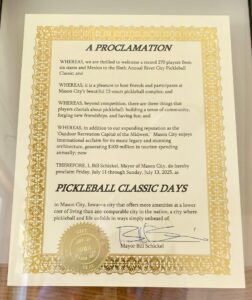 A PROCLAMATION
WHEREAS, we are thrilled to welcome a record 270 players from
six states and Mexico to the Sixth Annual River City Pickleball
Classic and
WHEREAS, it is a pleasure to host friends and participants at
Mason City's beautiful 12-court pickleball complex; and
WHEREAS, beyond competition, there are three things that
players cherish about pickleball: building a sense of community,
forging new friendships, and having fun; and
WHEREAS, in addition to our expanding reputation as the
'Outdoor Recreation Capital of the Midwest,' Mason City enjoys
international acclaim for its music legacy and stunning
architecture, generating $400 million in tourism spending
annually; now
THEREFORE, I, Bill Schickel, Mayor of Mason City, do hereby
proclaim Friday, July 11 through Sunday, July 13, 2025, as
PICKLEBALL CLASSIC DAYS
in Mason City, Iowa—a city that offers more amenities at a lower
cost of living than any comparable city in the nation; a city where
pickleball and life unfolds in ways simply unheard of.
Mayor Bill Schickel